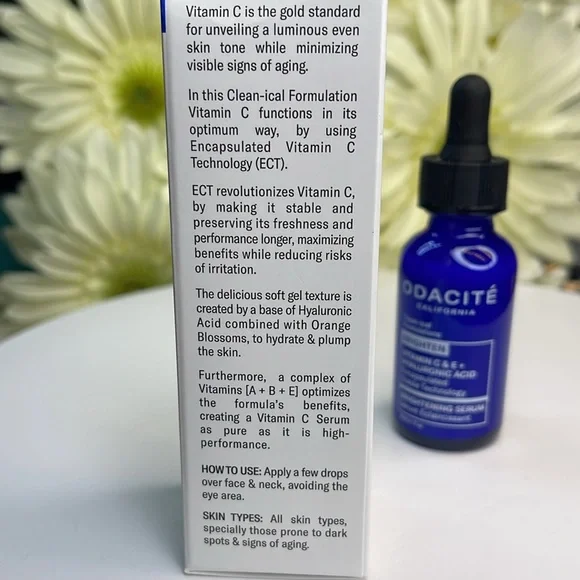 Vitamin C is the gold standard
for unveiling a luminous even
skin tone while minimizing
visible signs of aging.
In this Clean-ical Formulation
Vitamin C functions in its
optimum way, by using
Encapsulated Vitamin C
Technology (ECT).
ECT revolutionizes Vitamin C,
by making it stable and
preserving its freshness and
performance longer, maximizing
benefits while reducing risks
of irritation.
The delicious soft gel texture is
created by a base of Hyaluronic
Acid combined with Orange
Blossoms, to hydrate & plump
the skin.
Furthermore, a complex of
Vitamins [A + B + E] optimizes
the formula's benefits,
creating a Vitamin C Serum
as pure as it is high-
performance.
HOW TO USE: Apply a few drops
over face & neck, avoiding the
eye area.
SKIN TYPES: All skin types,
specially those prone to dark
spots & signs of aging.
ODACITÉ
CALIFORNIA
VITAMIN C & E +
HYALURONIC ACID
Technology
SERUM